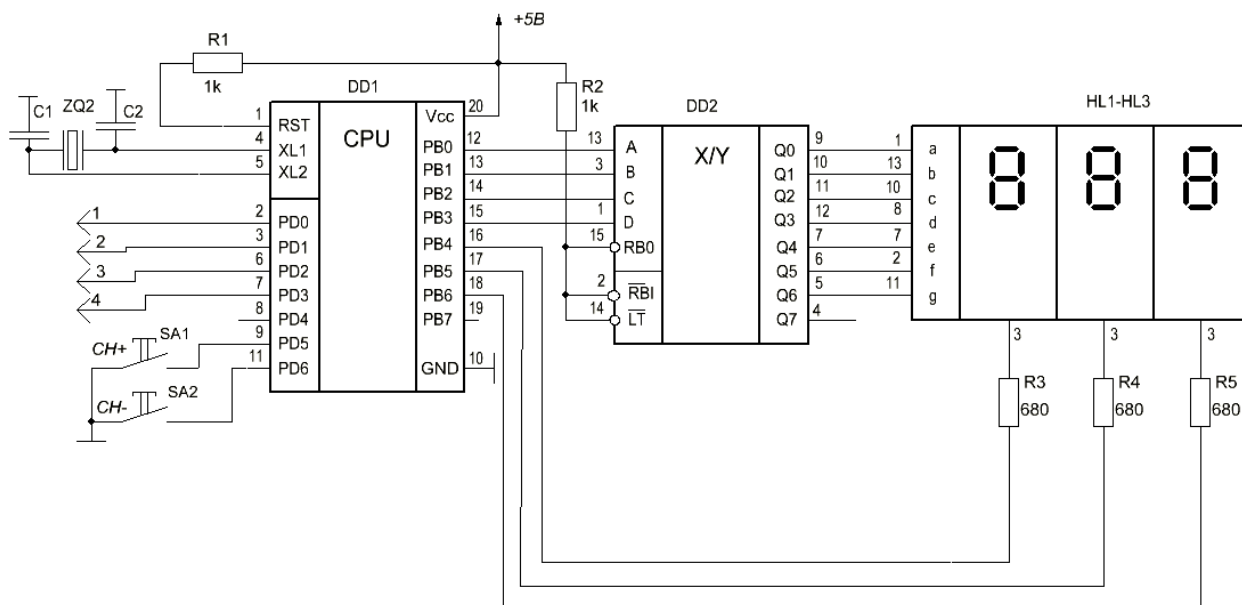 +5В
R1
1k
R2
1k
DD1
DD2
HL1-HL3
C1
ZQ2
C2
CPU
X/Y
1 RST
4 XL1
5 XL2
1
2
3
4
2 PD0
3 PD1
6 PD2
7 PD3
8 PD4
9 PD5
11 PD6
CH+
SA1
CH-
SA2
Vcc 20
PB0 12
PB1 13
PB2 14
PB3 15
PB4 16
PB5 17
PB6 18
PB7 19
GND 10
13 A
3 B
C
1 D
15 RB0
2 RBI
14 LT
Q0 9
Q1 10
Q2 11
Q3 12
Q4 7
Q5 6
Q6 5
Q7 4
1 a
13 b
10 c
8 d
7 e
2 f
11 g
8 8 8
3 3 3
R3
680
R4
680
R5
680